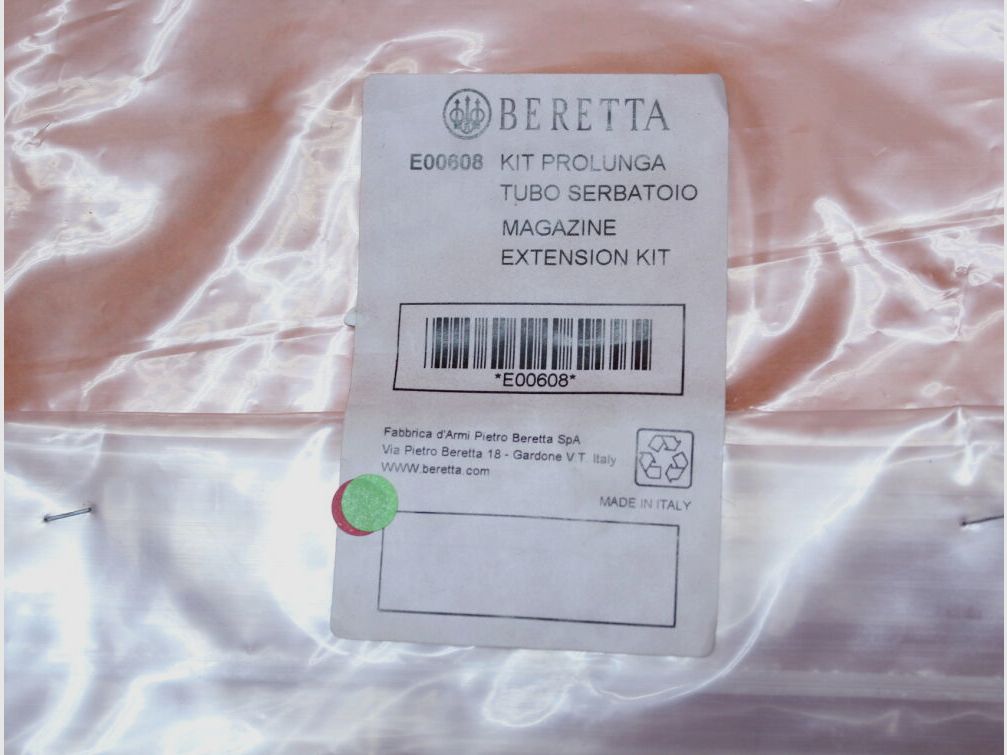 BERETTA
E00608 KIT PROLUNGA
TUBO SERBATOIO
MAGAZINE
EXTENSION KIT
*E00608*
Fabbrica d'Armi Pietro Beretta SpA
Via Pietro Beretta 18 - Gardone V.T. Italy
WWW.beretta.com
MADE IN ITALY